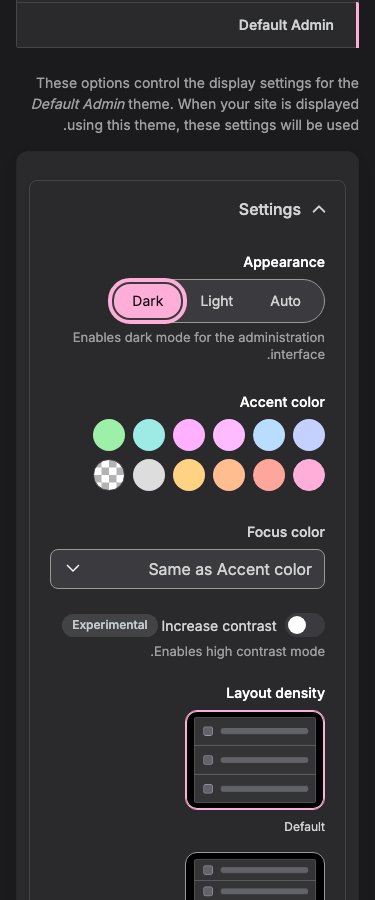 Default Admin
These options control the display settings for the
Default Admin theme. When your site is displayed
.using this theme, these settings will be used
Settings
Appearance
Dark Light Auto
Enables dark mode for the administration
.interface
Accent color
Focus color
Same as Accent color
Experimental Increase contrast
.Enables high contrast mode
Layout density
Default